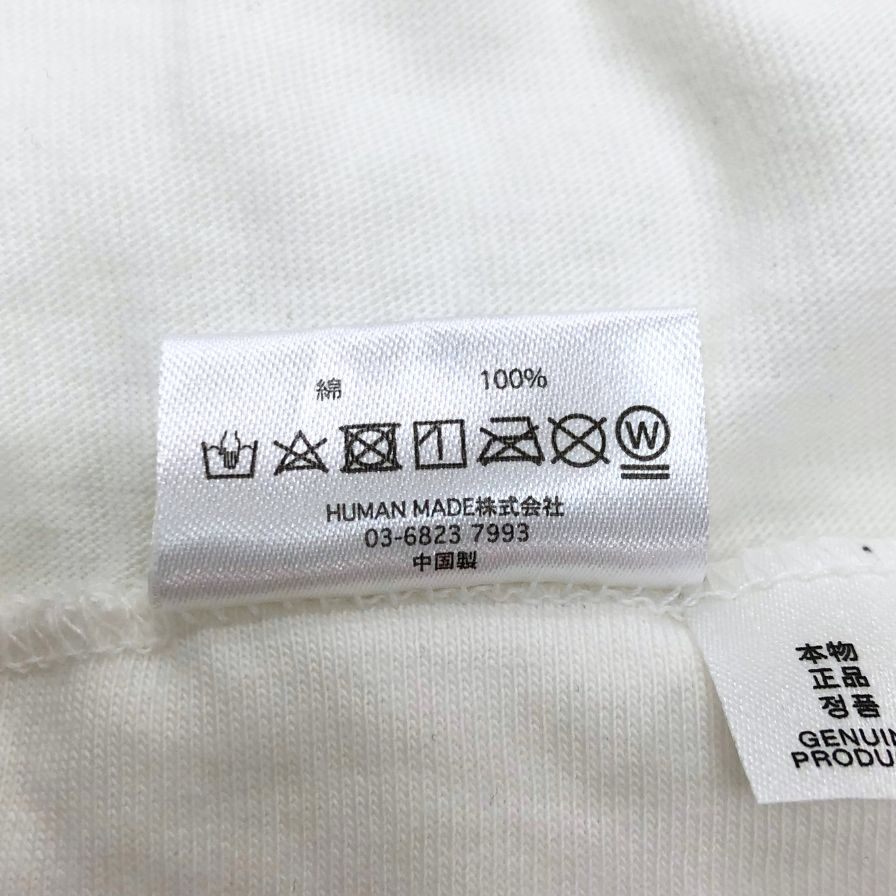 綿 100%
W
HUMAN MADE株式会社
03-6823 7993
中国製
本物
正品
정품
GENUIN
PRODU